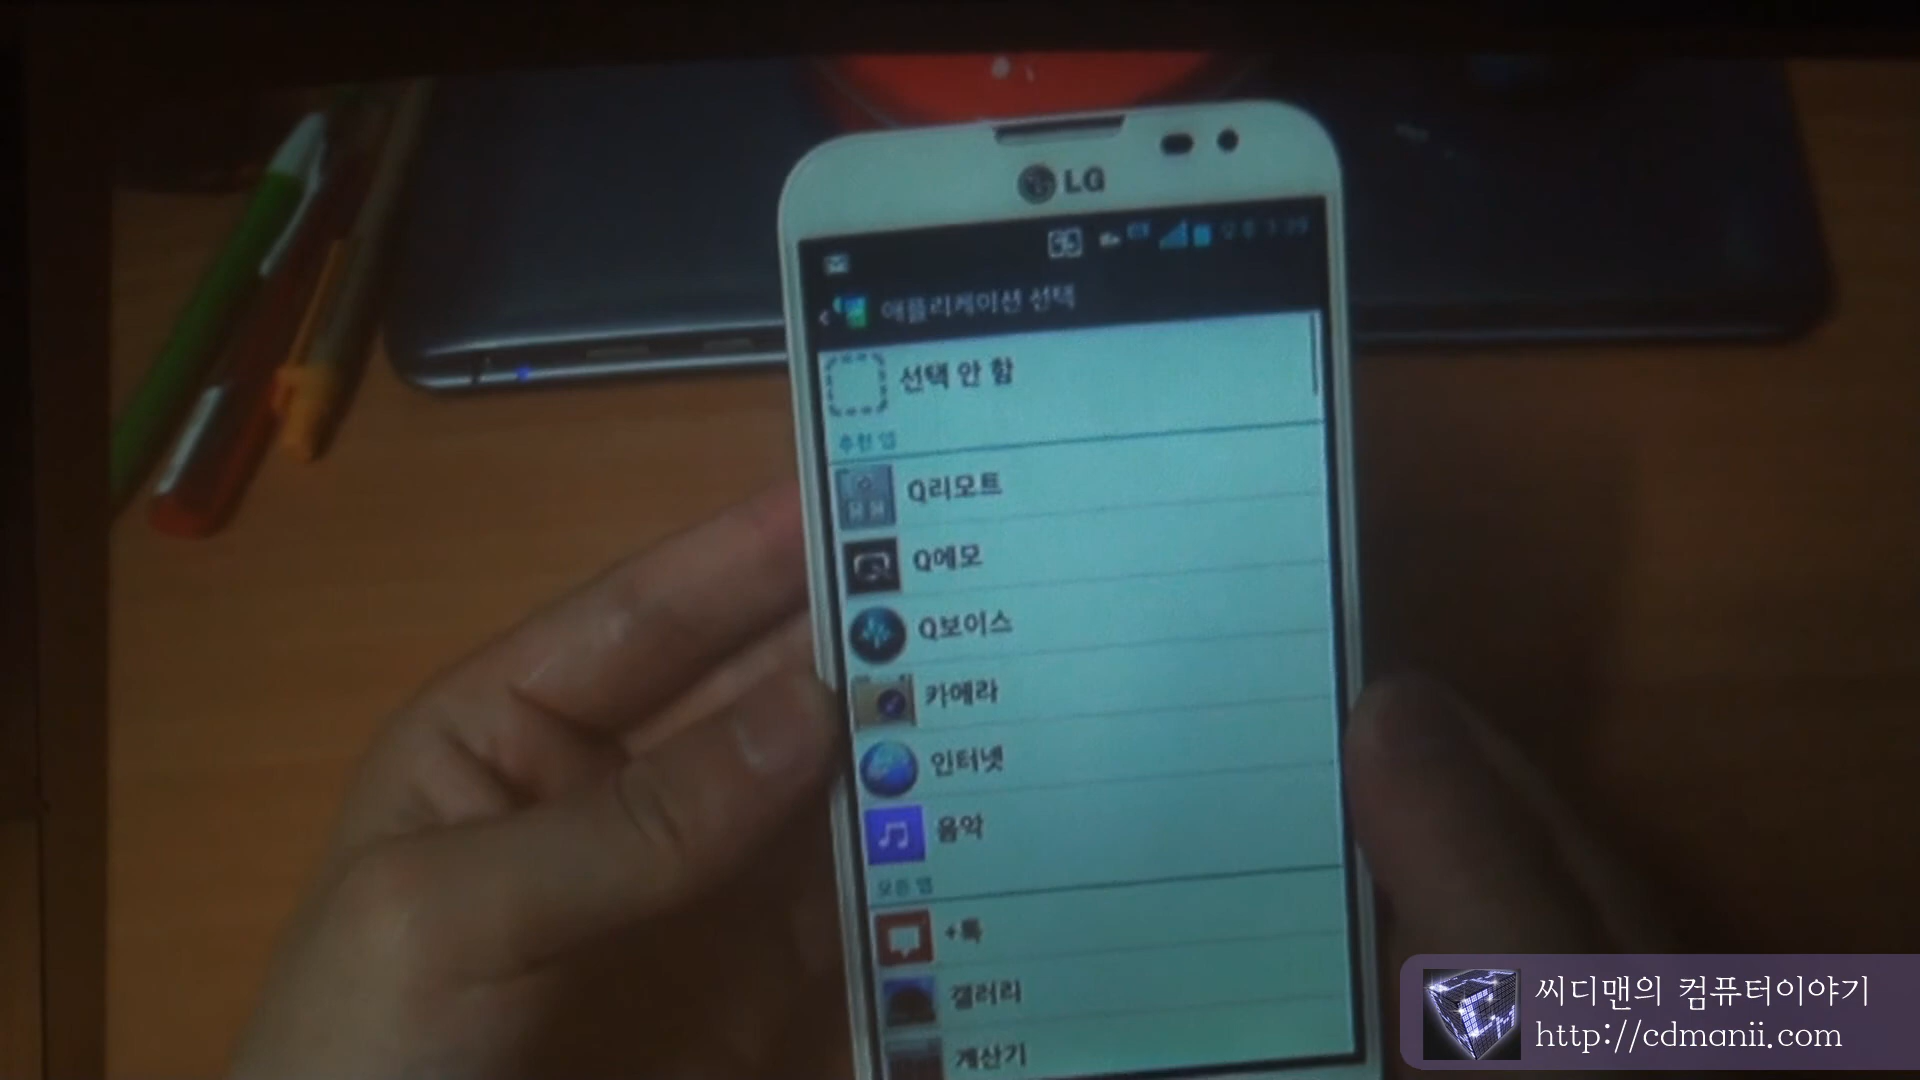 LG
애플리케이션 선택
선택 안 함
추천 앱
Q리모트
Q메모
Q보이스
카메라
인터넷
음악
모든 앱
+톡
갤러리
계산기
씨디맨의 컴퓨터이야기
http://cdmanii.com